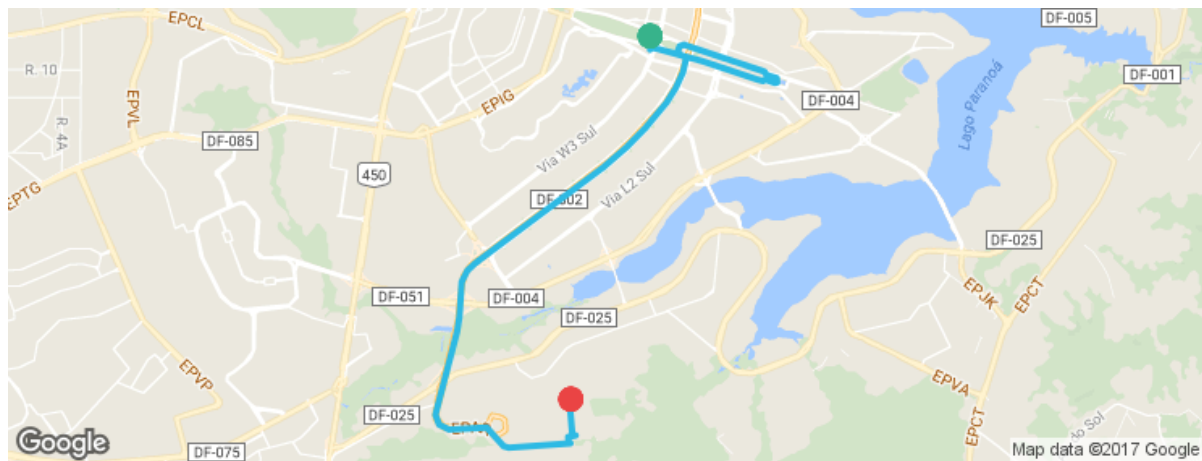 EPCL
DF-005
R. 10
DF-001
EPVL
EPIG
Lago Paranoá
DF-004
R. 4A
DF-085
Via W3 Sul
450
EPTG
DF-002
Via L2 Sul
DF-025
EPJK
EPCT
DF-051
DF-004
DF-025
EPVP
EPVA
DF-025
EPCT
DF-075
Google
Map data ©2017 Google